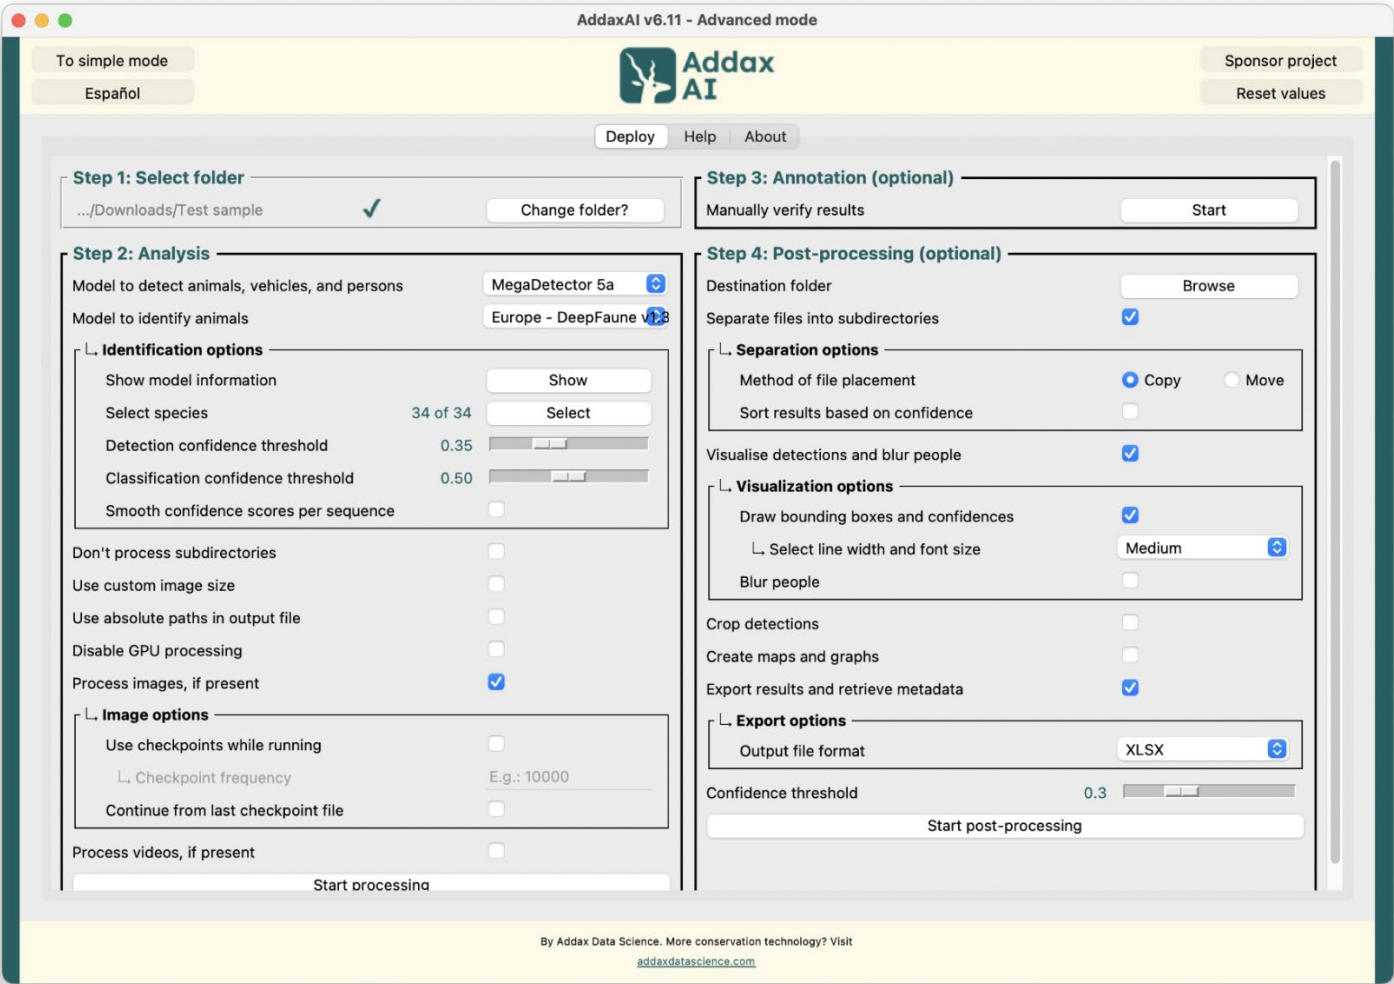 AddaxAI v6.11 - Advanced mode
To simple mode
Español
Addax
AI
Sponsor project
Reset values
Deploy Help About
Step 1: Select folder
.../Downloads/Test sample Change folder?
Step 2: Analysis
Model to detect animals, vehicles, and persons MegaDetector 5a
Model to identify animals Europe - DeepFaune v1.3
Identification options
Show model information Show
Select species 34 of 34 Select
Detection confidence threshold 0.35
Classification confidence threshold 0.50
Smooth confidence scores per sequence
Don't process subdirectories
Use custom image size
Use absolute paths in output file
Disable GPU processing
Process images, if present
Image options
Use checkpoints while running
Checkpoint frequency E.g.: 10000
Continue from last checkpoint file
Process videos, if present
Start processing
Step 3: Annotation (optional)
Manually verify results Start
Step 4: Post-processing (optional)
Destination folder Browse
Separate files into subdirectories
Separation options
Method of file placement Copy Move
Sort results based on confidence
Visualise detections and blur people
Visualization options
Draw bounding boxes and confidences
Select line width and font size Medium
Blur people
Crop detections
Create maps and graphs
Export results and retrieve metadata
Export options
Output file format XLSX
Confidence threshold 0.3
Start post-processing
By Addax Data Science. More conservation technology? Visit
addaxdatascience.com